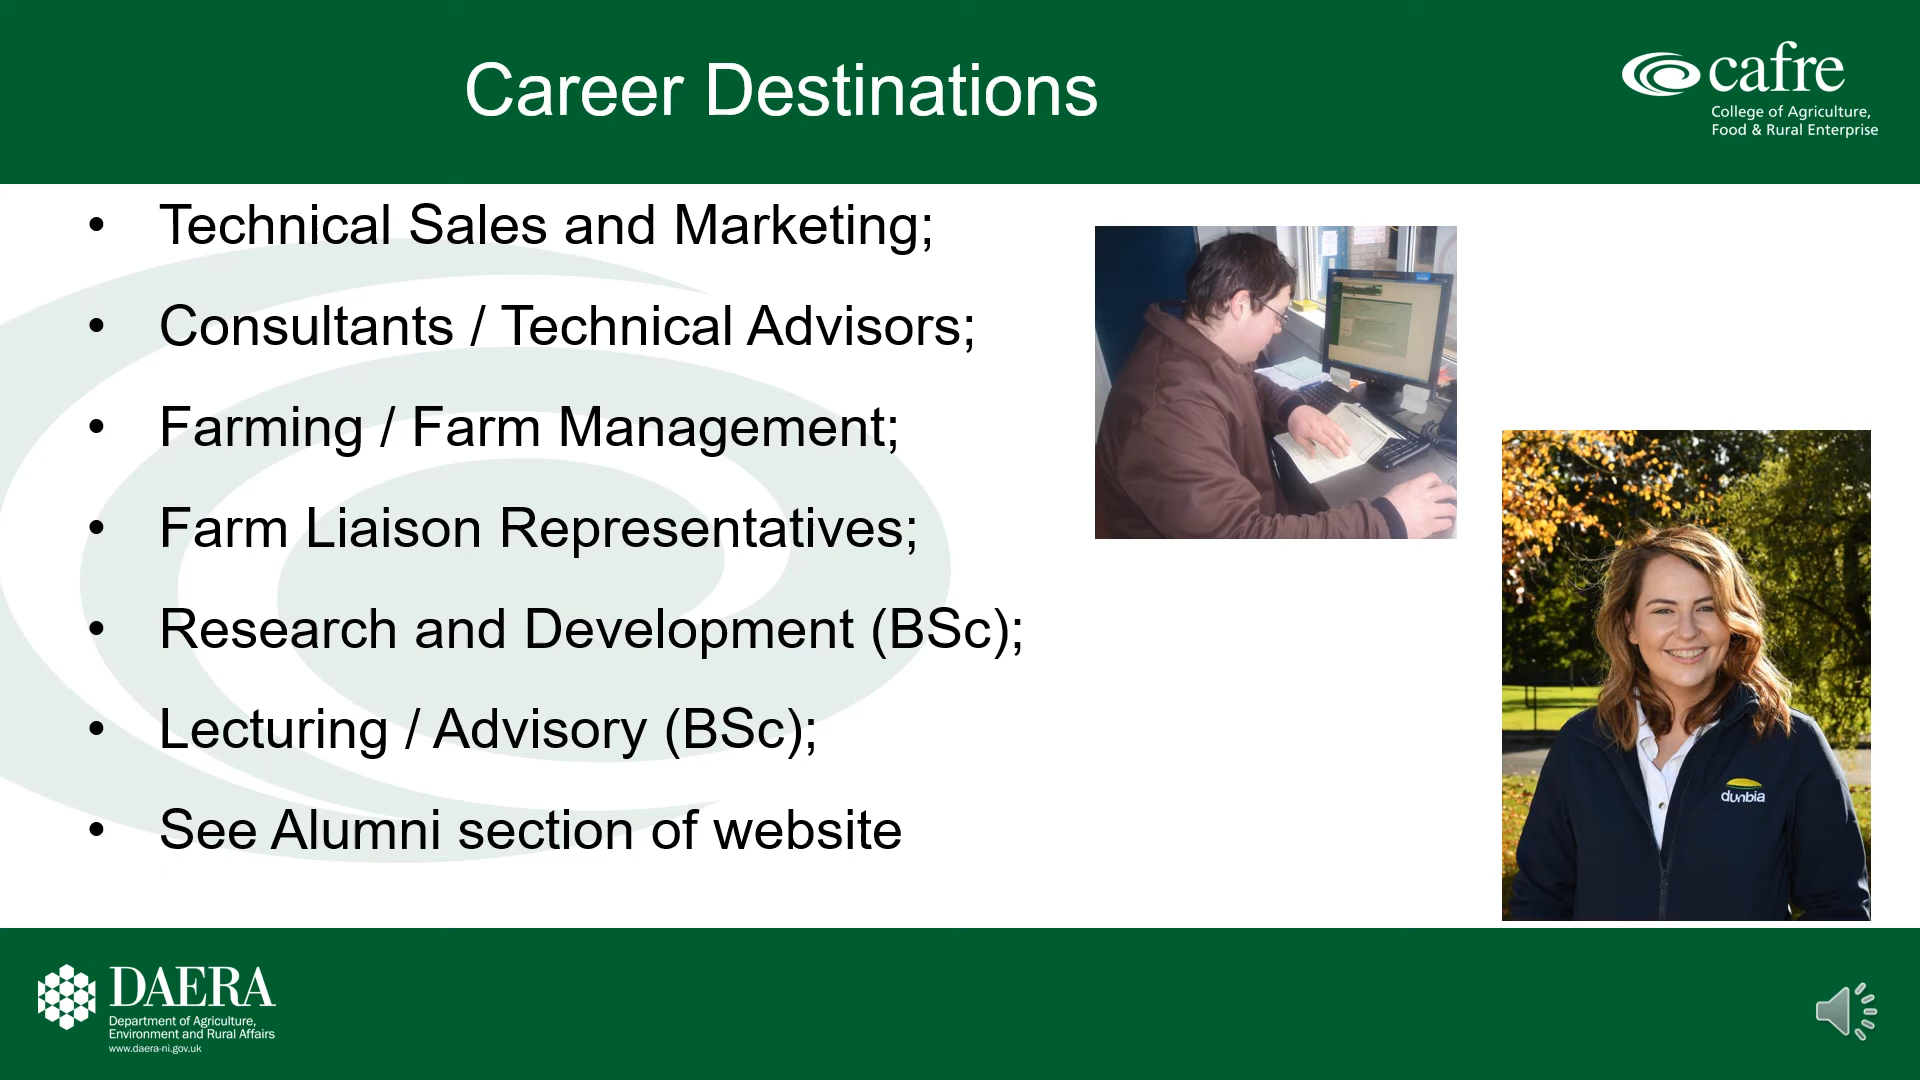 Career Destinations
cafre
College of Agriculture,
Food & Rural Enterprise
• Technical Sales and Marketing;
• Consultants / Technical Advisors;
• Farming / Farm Management;
• Farm Liaison Representatives;
• Research and Development (BSc);
• Lecturing / Advisory (BSc);
• See Alumni section of website
dunbia
DAERA
Department of Agriculture,
Environment and Rural Affairs
www.daera-ni.gov.uk